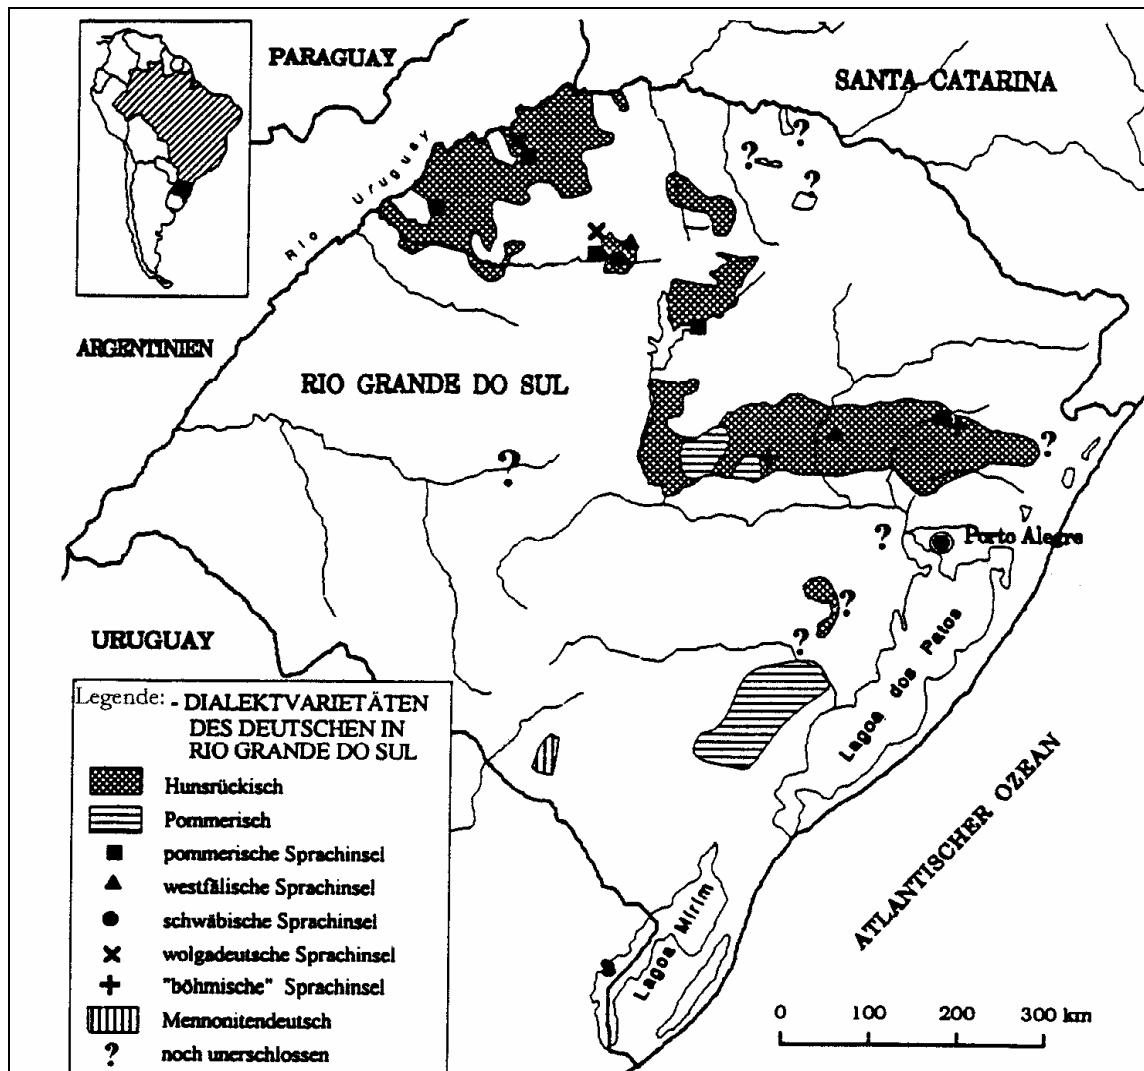 PARAGUAY
SANTA CATARINA
Rio Uruguay
?
?
?
ARGENTINIEN
RIO GRANDE DO SUL
?
?
?
Porto Alegre
?
?
URUGUAY
Lagoa dos Patos
Legende: - DIALEKTVARIETÄTEN
DES DEUTSCHEN IN
RIO GRANDE DO SUL
Hunsrückisch
Pommerisch
pommerische Sprachinsel
westfälische Sprachinsel
schwäbische Sprachinsel
wolgadeutsche Sprachinsel
"böhmische" Sprachinsel
Mennonitendeutsch
? noch unerschlossen
Lagoa Mirim
ATLANTISCHER OZEAN
0 100 200 300 km